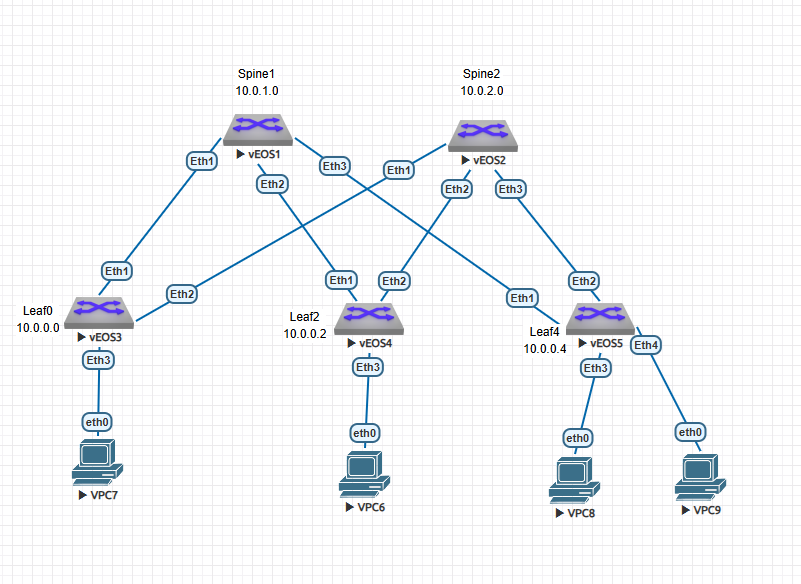 Spine1
10.0.1.0
Spine2
10.0.2.0
vEOS1
vEOS2
Eth1
Eth3
Eth1
Eth2
Eth2
Eth3
Eth1
Eth2
Eth1
Eth2
Eth2
Eth1
Leaf0
10.0.0.0
vEOS3
Leaf2
10.0.0.2
vEOS4
Leaf4
10.0.0.4
vEOS5
Eth4
Eth3
Eth3
Eth3
eth0
eth0
eth0
eth0
VPC7
VPC6
VPC8
VPC9